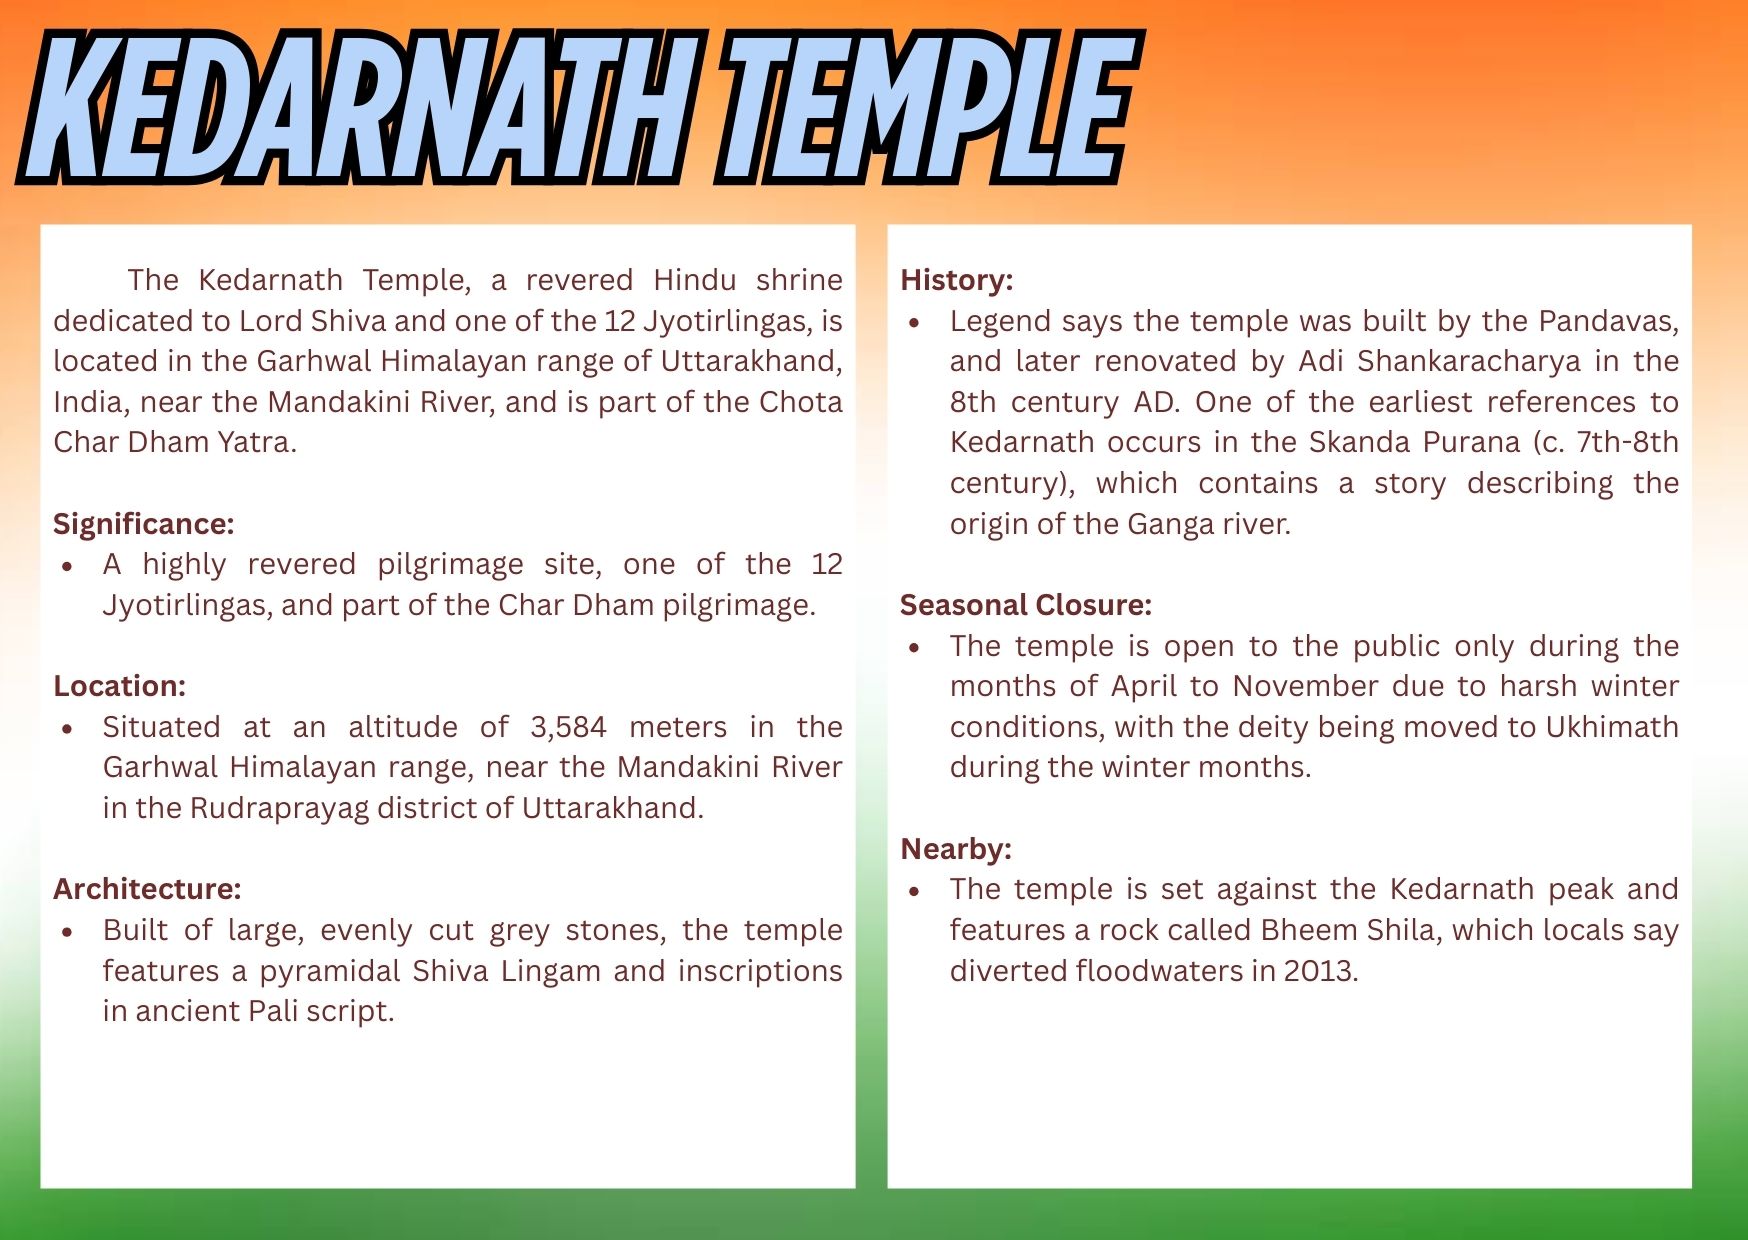 KEDARNATH TEMPLE
The Kedarnath Temple, a revered Hindu shrine
dedicated to Lord Shiva and one of the 12 Jyotirlingas, is
located in the Garhwal Himalayan range of Uttarakhand,
India, near the Mandakini River, and is part of the Chota
Char Dham Yatra.
Significance:
• A highly revered pilgrimage site, one of the 12
Jyotirlingas, and part of the Char Dham pilgrimage.
Location:
• Situated at an altitude of 3,584 meters in the
Garhwal Himalayan range, near the Mandakini River
in the Rudraprayag district of Uttarakhand.
Architecture:
• Built of large, evenly cut grey stones, the temple
features a pyramidal Shiva Lingam and inscriptions
in ancient Pali script.
History:
• Legend says the temple was built by the Pandavas,
and later renovated by Adi Shankaracharya in the
8th century AD. One of the earliest references to
Kedarnath occurs in the Skanda Purana (c. 7th-8th
century), which contains a story describing the
origin of the Ganga river.
Seasonal Closure:
• The temple is open to the public only during the
months of April to November due to harsh winter
conditions, with the deity being moved to Ukhimath
during the winter months.
Nearby:
• The temple is set against the Kedarnath peak and
features a rock called Bheem Shila, which locals say
diverted floodwaters in 2013.